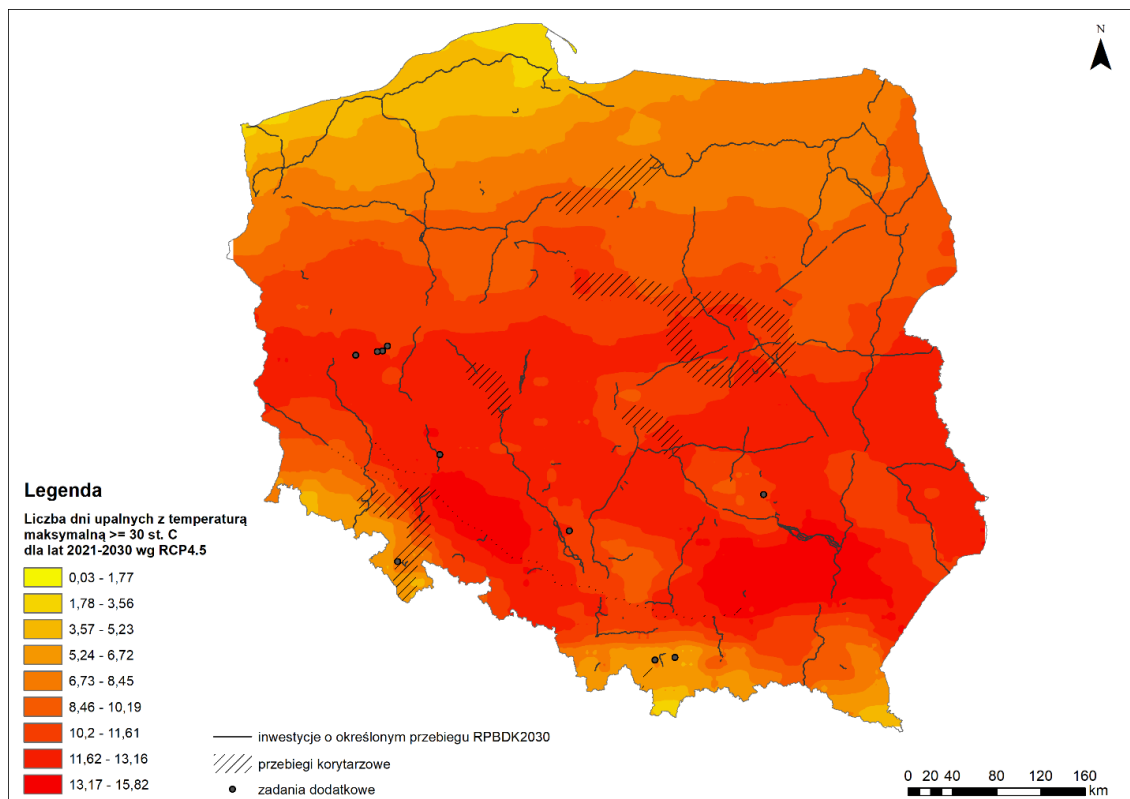 N
Legenda
Liczba dni upalnych z temperaturą
maksymalną >= 30 st. C
dla lat 2021-2030 wg RCP4.5
0,03 - 1,77
1,78 - 3,56
3,57 - 5,23
5,24 - 6,72
6,73 - 8,45
8,46 - 10,19
10,2 - 11,61
11,62 - 13,16
13,17 - 15,82
inwestycje o określonym przebiegu RPBDK2030
przebiegi korytarzowe
zadania dodatkowe
0 20 40 80 120 160
km